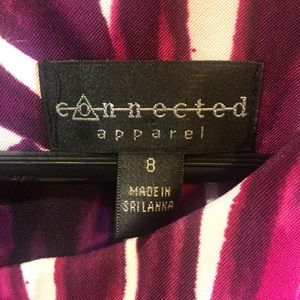 connected
apparel
8
MADE IN
SRI LANKA